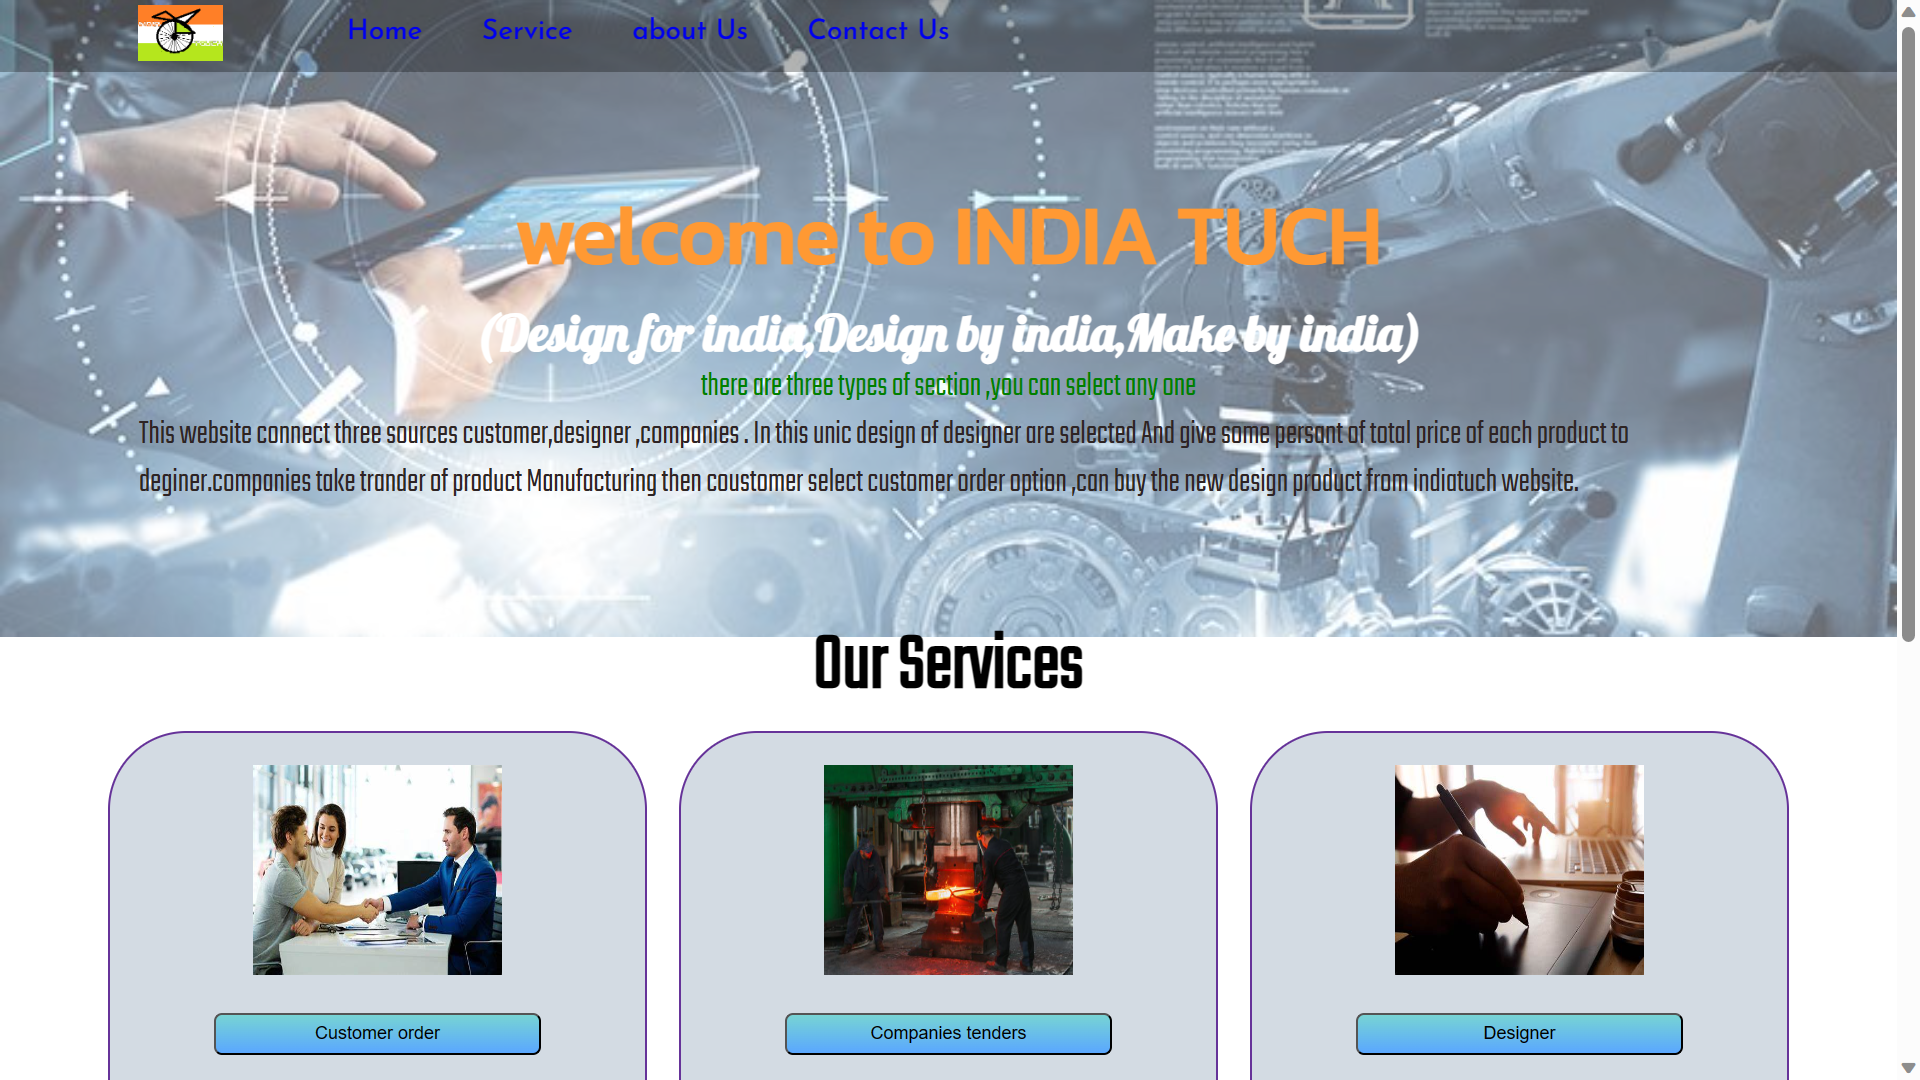 Home Service about Us Contact Us
welcome to INDIA TUCH
(Design for india,Design by india,Make by india)
there are three types of section ,you can select any one
This website connect three sources customer,designer ,companies . In this unic design of designer are selected And give some persont of total price of each product to
deginer.companies take trander of product Manufacturing then coustomer select customer order option ,can buy the new design product from indiatuch website.
Our Services
Customer order
Companies tenders
Designer